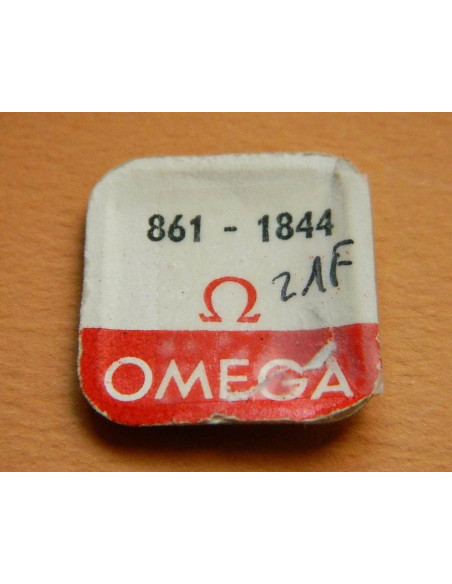 861 - 1844
Ω
21F
OMEGA